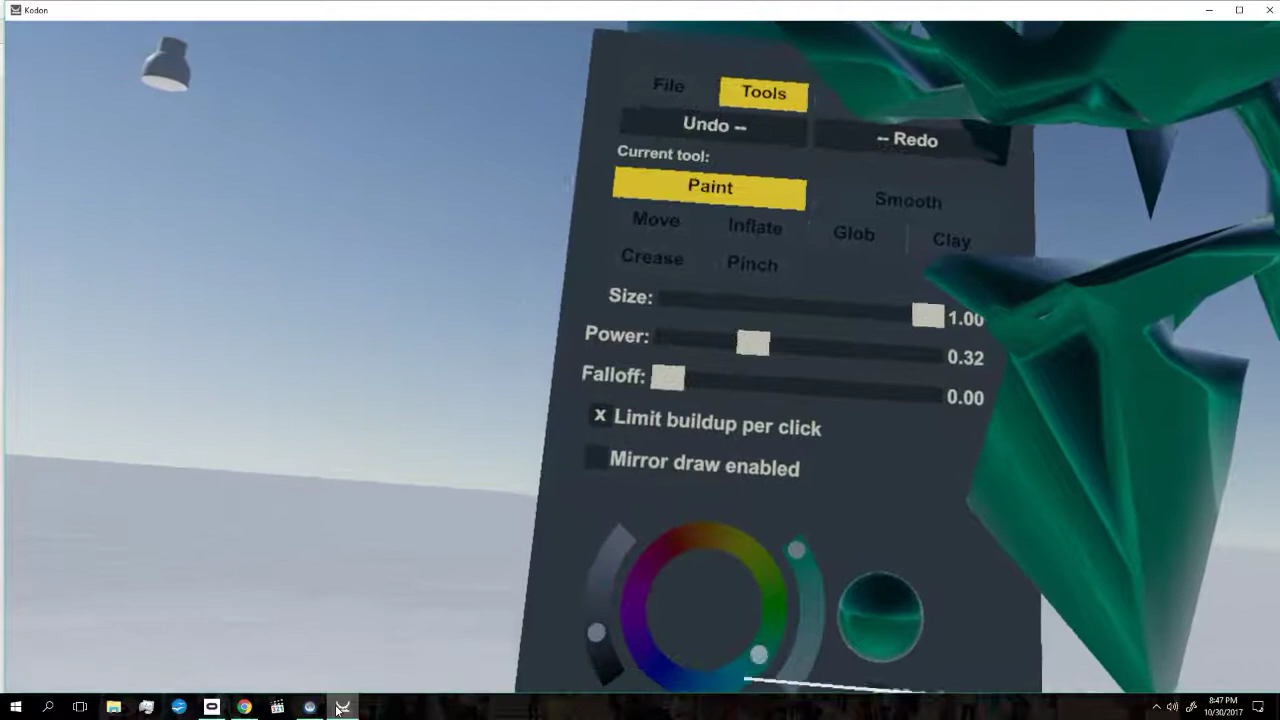 Kodon
File Tools
Undo -- -- Redo
Current tool:
Paint Smooth
Move Inflate Glob Clay
Crease Pinch
Size: 1.00
Power: 0.32
Falloff: 0.00
x Limit buildup per click
Mirror draw enabled
8:47 PM
10/30/2017